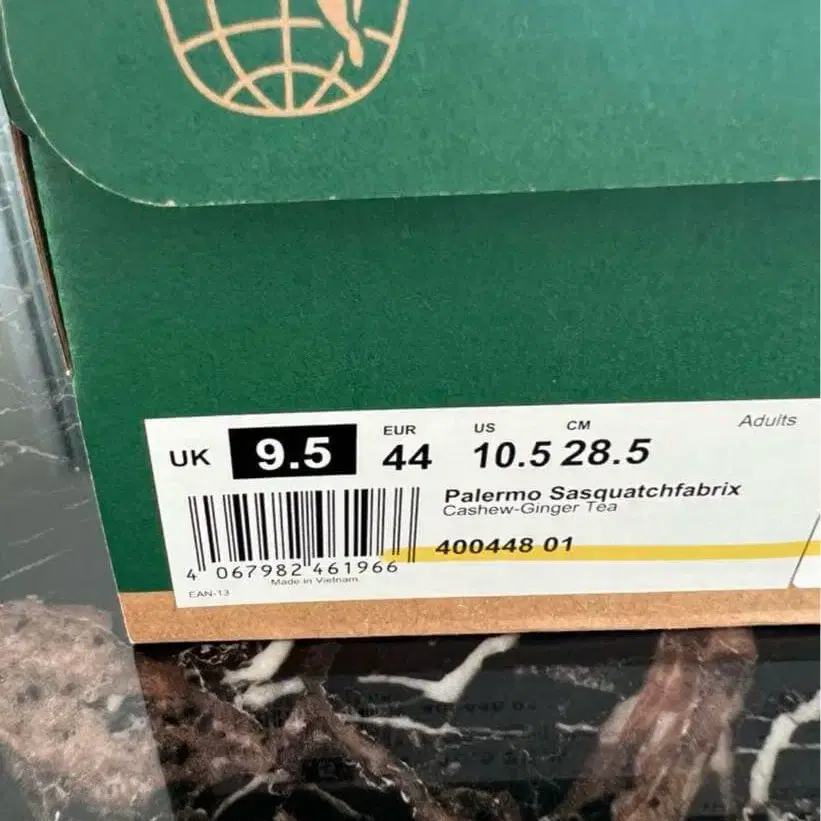 EUR US CM Adults
UK 9.5 44 10.5 28.5
Palermo Sasquatchfabrix
Cashew-Ginger Tea
400448 01
4 067982 461966
Made in Vietnam
EAN-13